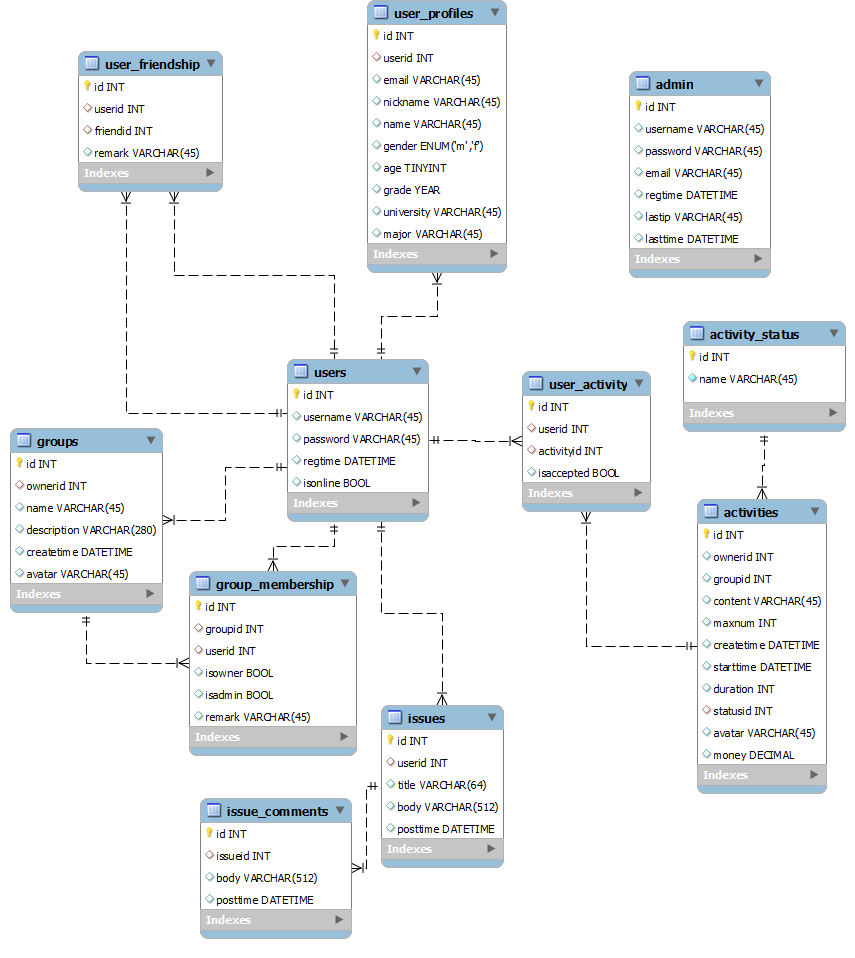 user_profiles
id INT
userid INT
email VARCHAR(45)
nickname VARCHAR(45)
name VARCHAR(45)
gender ENUM('m','f')
age TINYINT
grade YEAR
university VARCHAR(45)
major VARCHAR(45)
Indexes
user_friendship
id INT
userid INT
friendid INT
remark VARCHAR(45)
Indexes
admin
id INT
username VARCHAR(45)
password VARCHAR(45)
email VARCHAR(45)
regtime DATETIME
lastip VARCHAR(45)
lasttime DATETIME
Indexes
activity_status
id INT
name VARCHAR(45)
Indexes
users
id INT
username VARCHAR(45)
password VARCHAR(45)
regtime DATETIME
isonline BOOL
Indexes
user_activity
id INT
userid INT
activityid INT
isaccepted BOOL
Indexes
groups
id INT
ownerid INT
name VARCHAR(45)
description VARCHAR(280)
createtime DATETIME
avatar VARCHAR(45)
Indexes
activities
id INT
ownerid INT
groupid INT
content VARCHAR(45)
maxnum INT
createtime DATETIME
starttime DATETIME
duration INT
statusid INT
avatar VARCHAR(45)
money DECIMAL
Indexes
group_membership
id INT
groupid INT
userid INT
isowner BOOL
isadmin BOOL
remark VARCHAR(45)
Indexes
issues
id INT
userid INT
title VARCHAR(64)
body VARCHAR(512)
posttime DATETIME
Indexes
issue_comments
id INT
issueid INT
body VARCHAR(512)
posttime DATETIME
Indexes